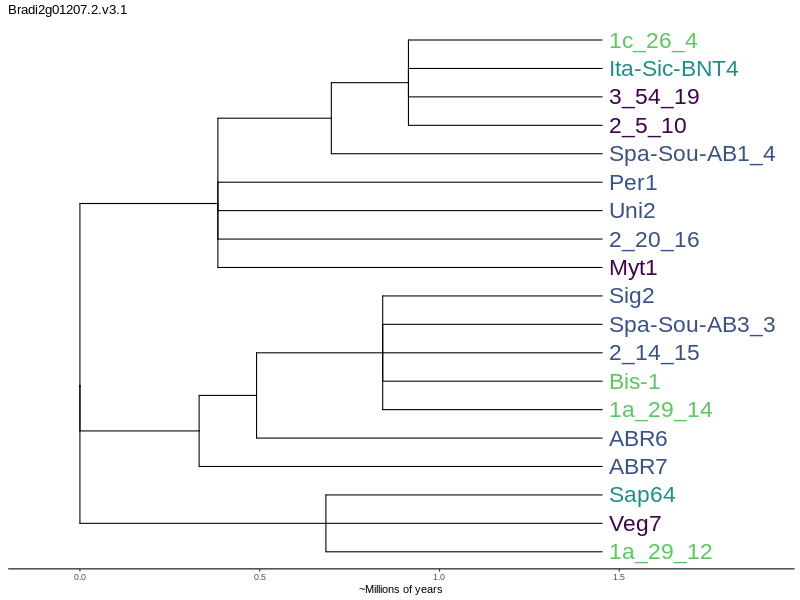 Bradi2g01207.2.v3.1
1c_26_4
Ita-Sic-BNT4
3_54_19
2_5_10
Spa-Sou-AB1_4
Per1
Uni2
2_20_16
Myt1
Sig2
Spa-Sou-AB3_3
2_14_15
Bis-1
1a_29_14
ABR6
ABR7
Sap64
Veg7
1a_29_12
0.0 0.5 1.0 1.5
~Millions of years